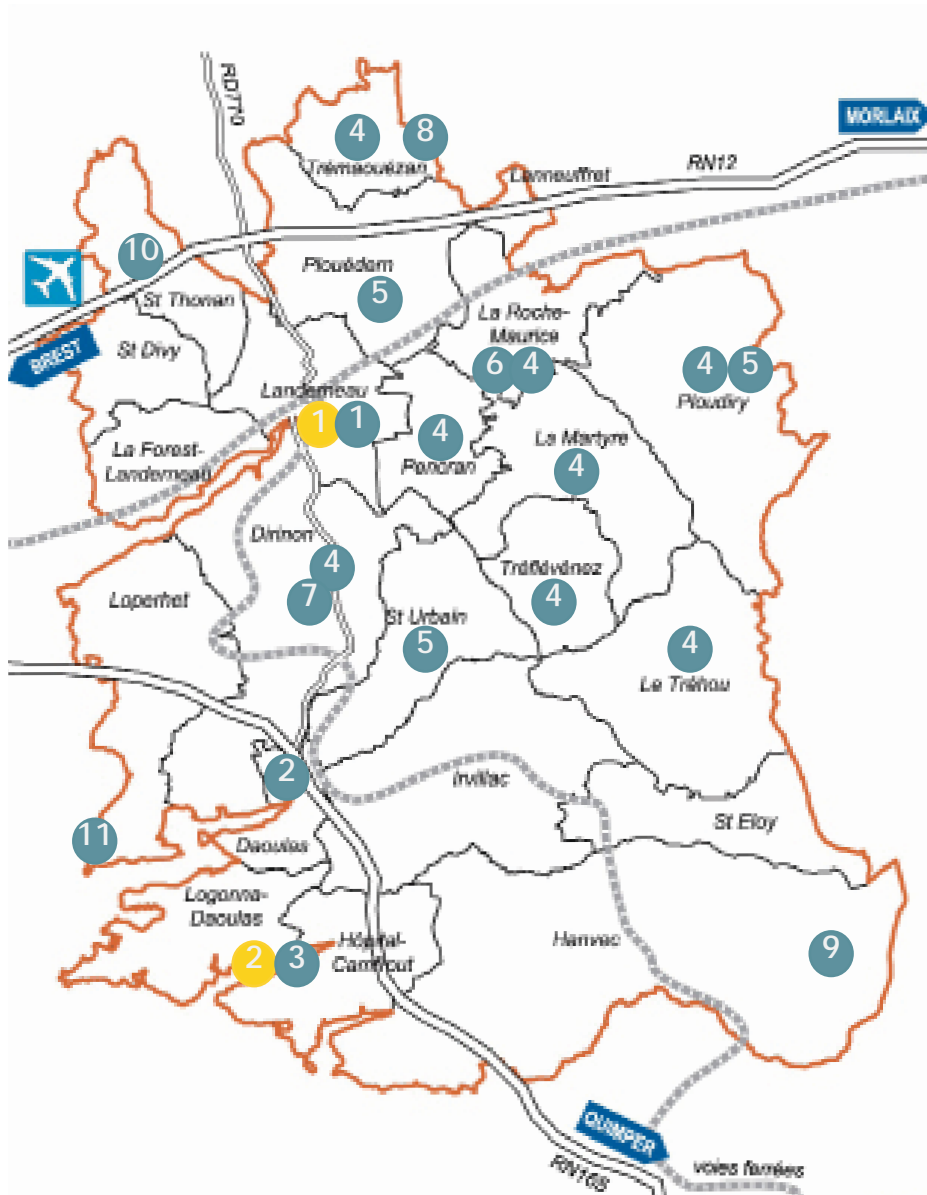 RD770
MORLAIX
4
8
Trémaouézan
Lanneuffret
RN12
10
Plouédern
5
St Thonan
La Roche-
Maurice
St Divy
BREST
6
4
4
5
Ploudiry
Landerneau
1
1
4
Pencran
La Martyre
4
La Forest-
Landerneau
Dirinon
4
7
Loperhet
Tréflévénez
4
St Urbain
5
4
Le Tréhou
2
Irvillac
St Eloy
11
Daoulas
Logonna-
Daoulas
2
3
Hôpital-
Camfrout
Hanvec
9
QUIMPER
RN165
voies ferrées